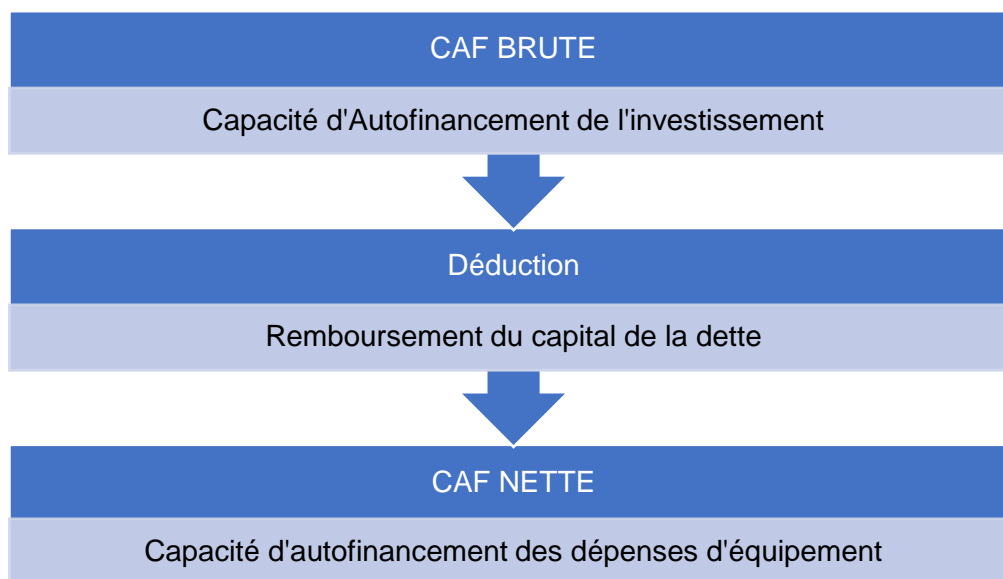 CAF BRUTE
Capacité d'Autofinancement de l'investissement
Déduction
Remboursement du capital de la dette
CAF NETTE
Capacité d'autofinancement des dépenses d'équipement